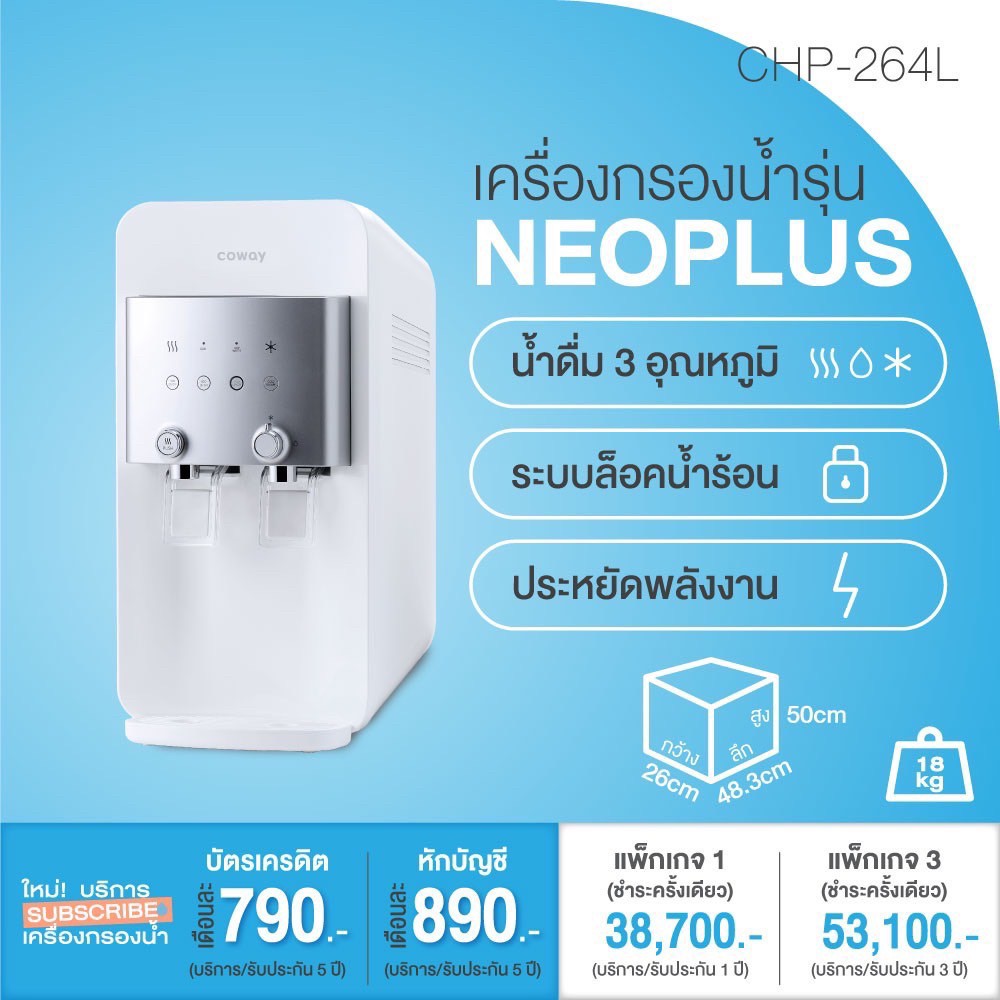 CHP-264L
เครื่องกรองน้ำรุ่น
NEOPLUS
coway
น้ำดื่ม 3 อุณหภูมิ
ระบบล็อคน้ำร้อน
ประหยัดพลังงาน
สูง 50cm
กว้าง ลึก
26cm 48.3cm
18
kg
ใหม่! บริการ
SUBSCRIBE
เครื่องกรองน้ำ
บัตรเครดิต
เดือนละ 790.-
(บริการ/รับประกัน 5 ปี)
หักบัญชี
เดือนละ 890.-
(บริการ/รับประกัน 5 ปี)
แพ็กเกจ 1
(ชำระครั้งเดียว)
38,700.-
(บริการ/รับประกัน 1 ปี)
แพ็กเกจ 3
(ชำระครั้งเดียว)
53,100.-
(บริการ/รับประกัน 3 ปี)